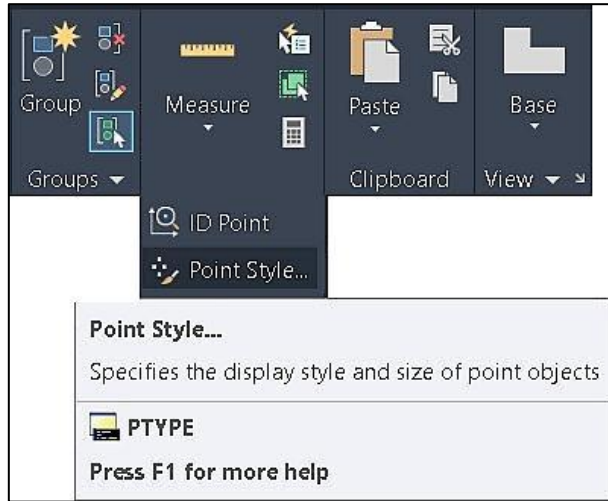 Group
Measure
Paste
Base
Groups
Clipboard
View
ID Point
Point Style...
Point Style...
Specifies the display style and size of point objects
PTYPE
Press F1 for more help